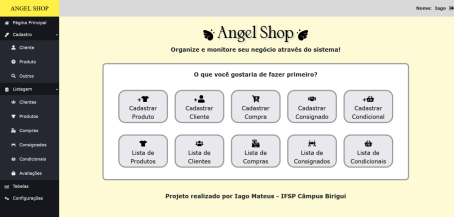 ANGEL SHOP
Nome: Iago
Página Principal
Cadastro
Cliente
Produto
Outros
Listagem
Clientes
Produtos
Compras
Consignados
Condicionais
Avaliações
Tabelas
Configurações
Angel Shop
Organize e monitore seu negócio através do sistema!
O que você gostaria de fazer primeiro?
Cadastrar
Produto
Cadastrar
Cliente
Cadastrar
Compra
Cadastrar
Consignado
Cadastrar
Condicional
Lista de
Produtos
Lista de
Clientes
Lista de
Compras
Lista de
Consignados
Lista de
Condicionais
Projeto realizado por Iago Mateus - IFSP Câmpus Birigui